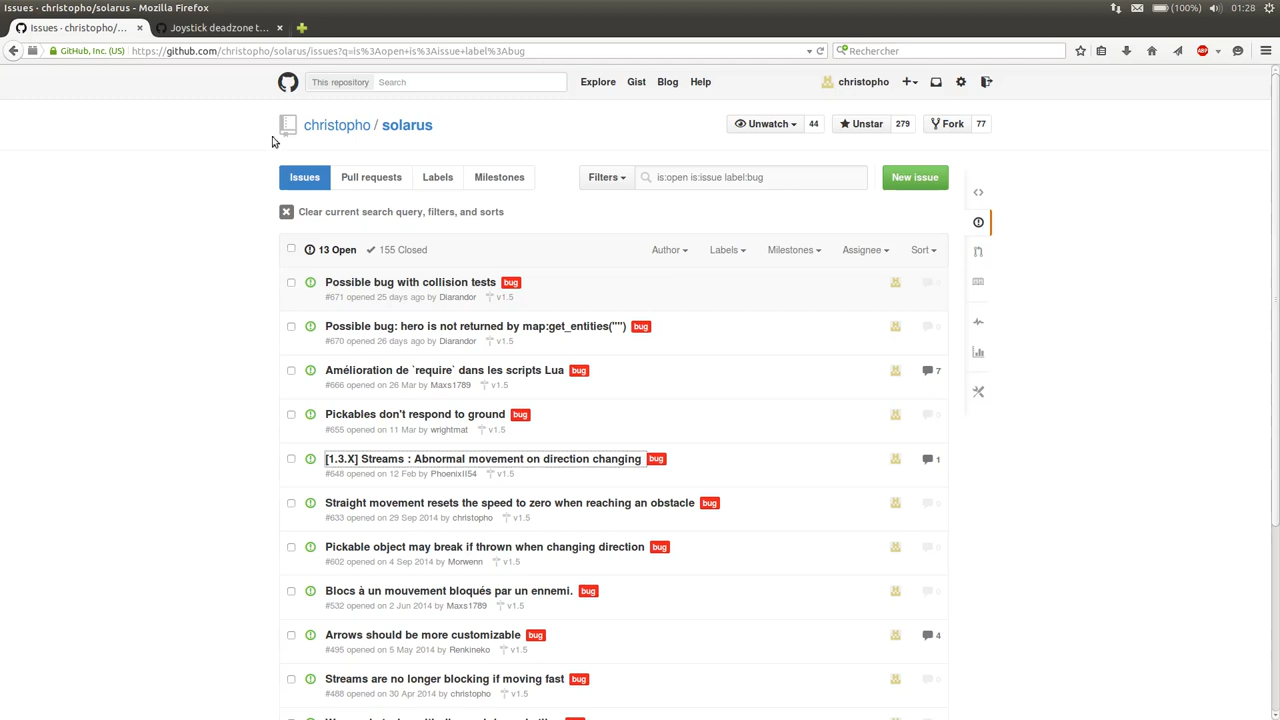 Issues · christopho/solarus - Mozilla Firefox
(100%) 01:28
Issues · christopho/... × Joystick deadzone t... ×
GitHub, Inc. (US) https://github.com/christopho/solarus/issues?q=is%3Aopen+is%3Aissue+label%3Abug Rechercher ABP
This repository Search Explore Gist Blog Help christopho
christopho / solarus Unwatch 44 Unstar 279 Fork 77
Issues Pull requests Labels Milestones Filters is:open is:issue label:bug New issue
Clear current search query, filters, and sorts
13 Open 155 Closed Author Labels Milestones Assignee Sort
Possible bug with collision tests bug 0
#671 opened 25 days ago by Diarandor v1.5
Possible bug: hero is not returned by map:get_entities("") bug 0
#670 opened 26 days ago by Diarandor v1.5
Amélioration de `require` dans les scripts Lua bug 7
#666 opened on 26 Mar by Maxs1789 v1.5
Pickables don't respond to ground bug 0
#655 opened on 11 Mar by wrightmat v1.5
[1.3.X] Streams : Abnormal movement on direction changing bug 1
#648 opened on 12 Feb by PhoenixII54 v1.5
Straight movement resets the speed to zero when reaching an obstacle bug 0
#633 opened on 29 Sep 2014 by christopho v1.5
Pickable object may break if thrown when changing direction bug 0
#602 opened on 4 Sep 2014 by Morwenn v1.5
Blocs à un mouvement bloqués par un ennemi. bug 0
#532 opened on 2 Jun 2014 by Maxs1789 v1.5
Arrows should be more customizable bug 4
#495 opened on 5 May 2014 by Renkineko v1.5
Streams are no longer blocking if moving fast bug 0
#488 opened on 30 Apr 2014 by christopho v1.5